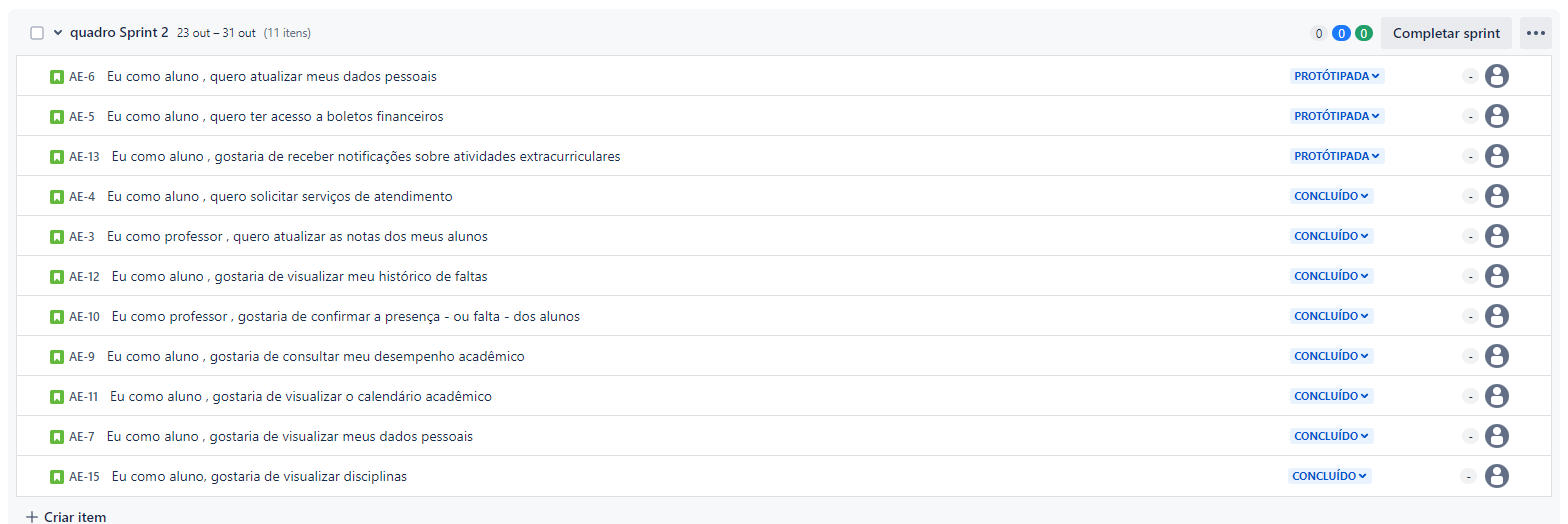 quadro Sprint 2 23 out – 31 out (11 itens) 0 0 0 Completar sprint
AE-6 Eu como aluno , quero atualizar meus dados pessoais PROTÓTIPADA -
AE-5 Eu como aluno , quero ter acesso a boletos financeiros PROTÓTIPADA -
AE-13 Eu como aluno , gostaria de receber notificações sobre atividades extracurriculares PROTÓTIPADA -
AE-4 Eu como aluno , quero solicitar serviços de atendimento CONCLUÍDO -
AE-3 Eu como professor , quero atualizar as notas dos meus alunos CONCLUÍDO -
AE-12 Eu como aluno , gostaria de visualizar meu histórico de faltas CONCLUÍDO -
AE-10 Eu como professor , gostaria de confirmar a presença - ou falta - dos alunos CONCLUÍDO -
AE-9 Eu como aluno , gostaria de consultar meu desempenho acadêmico CONCLUÍDO -
AE-11 Eu como aluno , gostaria de visualizar o calendário acadêmico CONCLUÍDO -
AE-7 Eu como aluno , gostaria de visualizar meus dados pessoais CONCLUÍDO -
AE-15 Eu como aluno, gostaria de visualizar disciplinas CONCLUÍDO -
+ Criar item